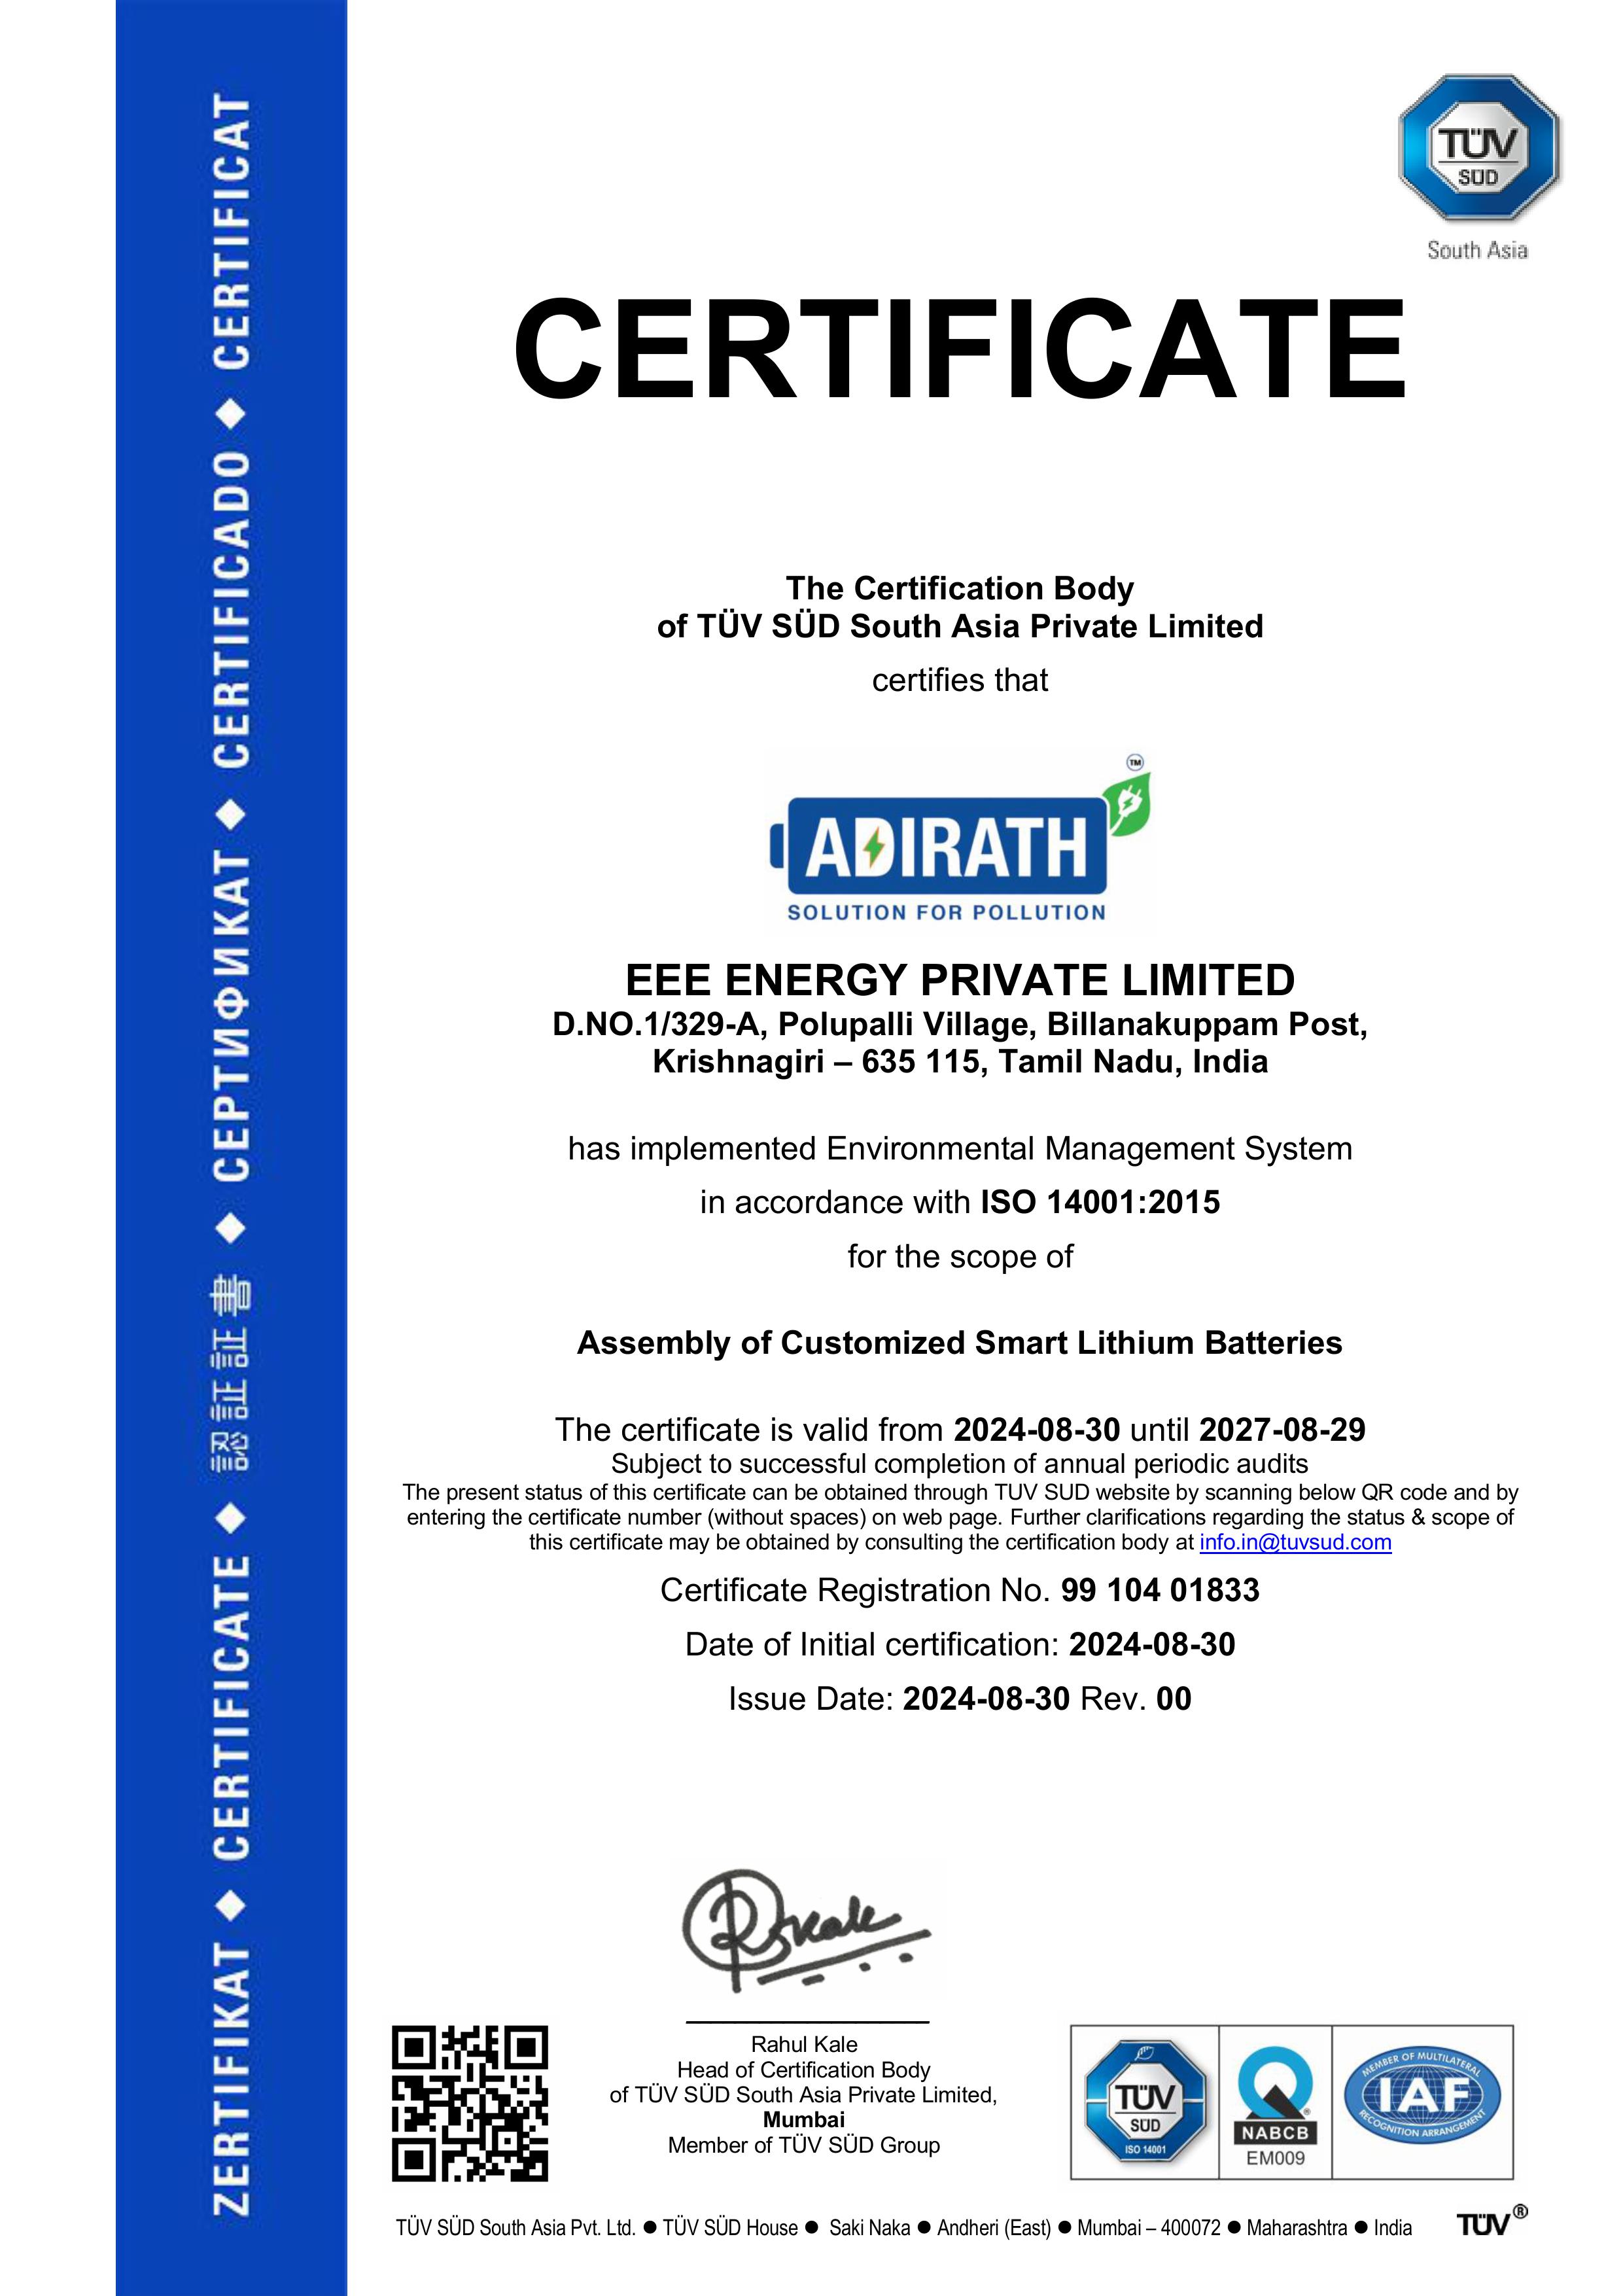 ZERTIFIKAT ◆ CERTIFICATE ◆ 認証証書 ◆ СЕРТИФИКАТ ◆ CERTIFICADO ◆ CERTIFICAT
TÜV
SÜD
South Asia
CERTIFICATE
The Certification Body
of TÜV SÜD South Asia Private Limited
certifies that
TM
ADIRATH
SOLUTION FOR POLLUTION
EEE ENERGY PRIVATE LIMITED
D.NO.1/329-A, Polupalli Village, Billanakuppam Post,
Krishnagiri – 635 115, Tamil Nadu, India
has implemented Environmental Management System
in accordance with ISO 14001:2015
for the scope of
Assembly of Customized Smart Lithium Batteries
The certificate is valid from 2024-08-30 until 2027-08-29
Subject to successful completion of annual periodic audits
The present status of this certificate can be obtained through TUV SUD website by scanning below QR code and by
entering the certificate number (without spaces) on web page. Further clarifications regarding the status & scope of
this certificate may be obtained by consulting the certification body at info.in@tuvsud.com
Certificate Registration No. 99 104 01833
Date of Initial certification: 2024-08-30
Issue Date: 2024-08-30 Rev. 00
RSKale
Rahul Kale
Head of Certification Body
of TÜV SÜD South Asia Private Limited,
Mumbai
Member of TÜV SÜD Group
TÜV
SÜD
ISO 14001
NABCB
®
EM009
MEMBER OF MULTILATERAL
IAF
RECOGNITION ARRANGEMENT
TÜV SÜD South Asia Pvt. Ltd. ● TÜV SÜD House ● Saki Naka ● Andheri (East) ● Mumbai – 400072 ● Maharashtra ● India
TÜV®